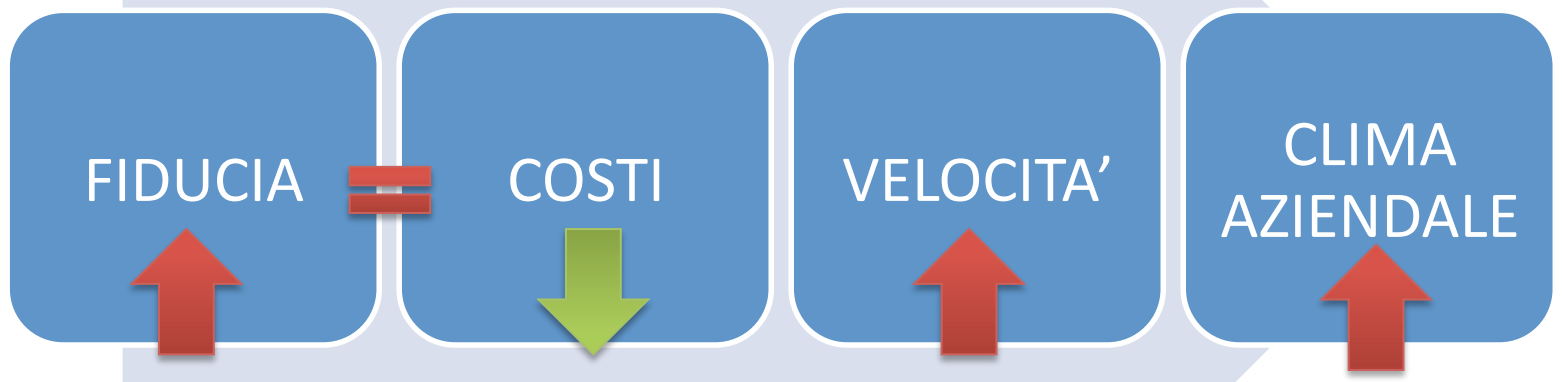 FIDUCIA
COSTI
VELOCITA’
CLIMA
AZIENDALE